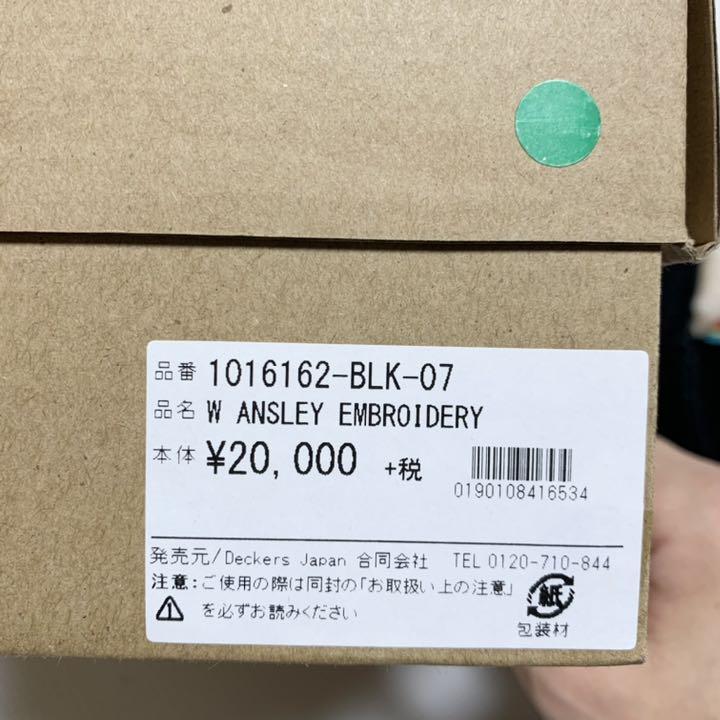 品番 1016162-BLK-07
品名 W ANSLEY EMBROIDERY
本体 ¥20,000 +税
0190108416534
発売元/Deckers Japan 合同会社 TEL 0120-710-844
注意:ご使用の際は同封の「お取扱い上の注意」
を必ずお読みください
紙
包装材